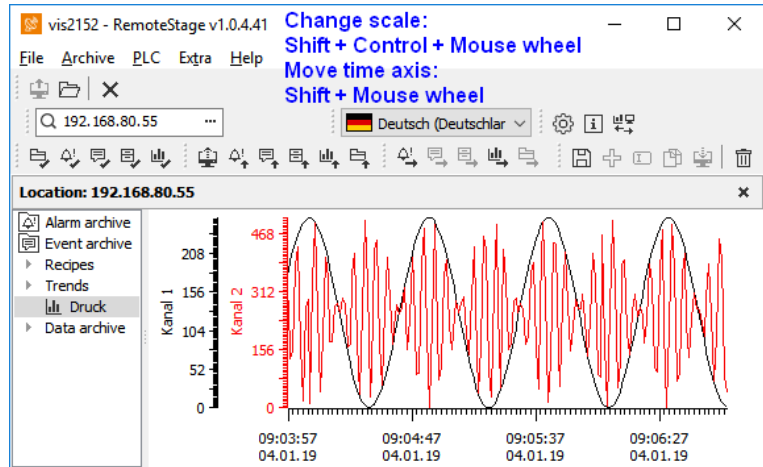 vis2152 - RemoteStage v1.0.4.41
Change scale:
Shift + Control + Mouse wheel
Move time axis:
Shift + Mouse wheel
File Archive PLC Extra Help
192.168.80.55 ...
Deutsch (Deutschlar
Location: 192.168.80.55
Alarm archive
Event archive
Recipes
Trends
Druck
Data archive
Kanal 1
208
156
104
52
0
Kanal 2
468
312
156
0
09:03:57 09:04:47 09:05:37 09:06:27
04.01.19 04.01.19 04.01.19 04.01.19